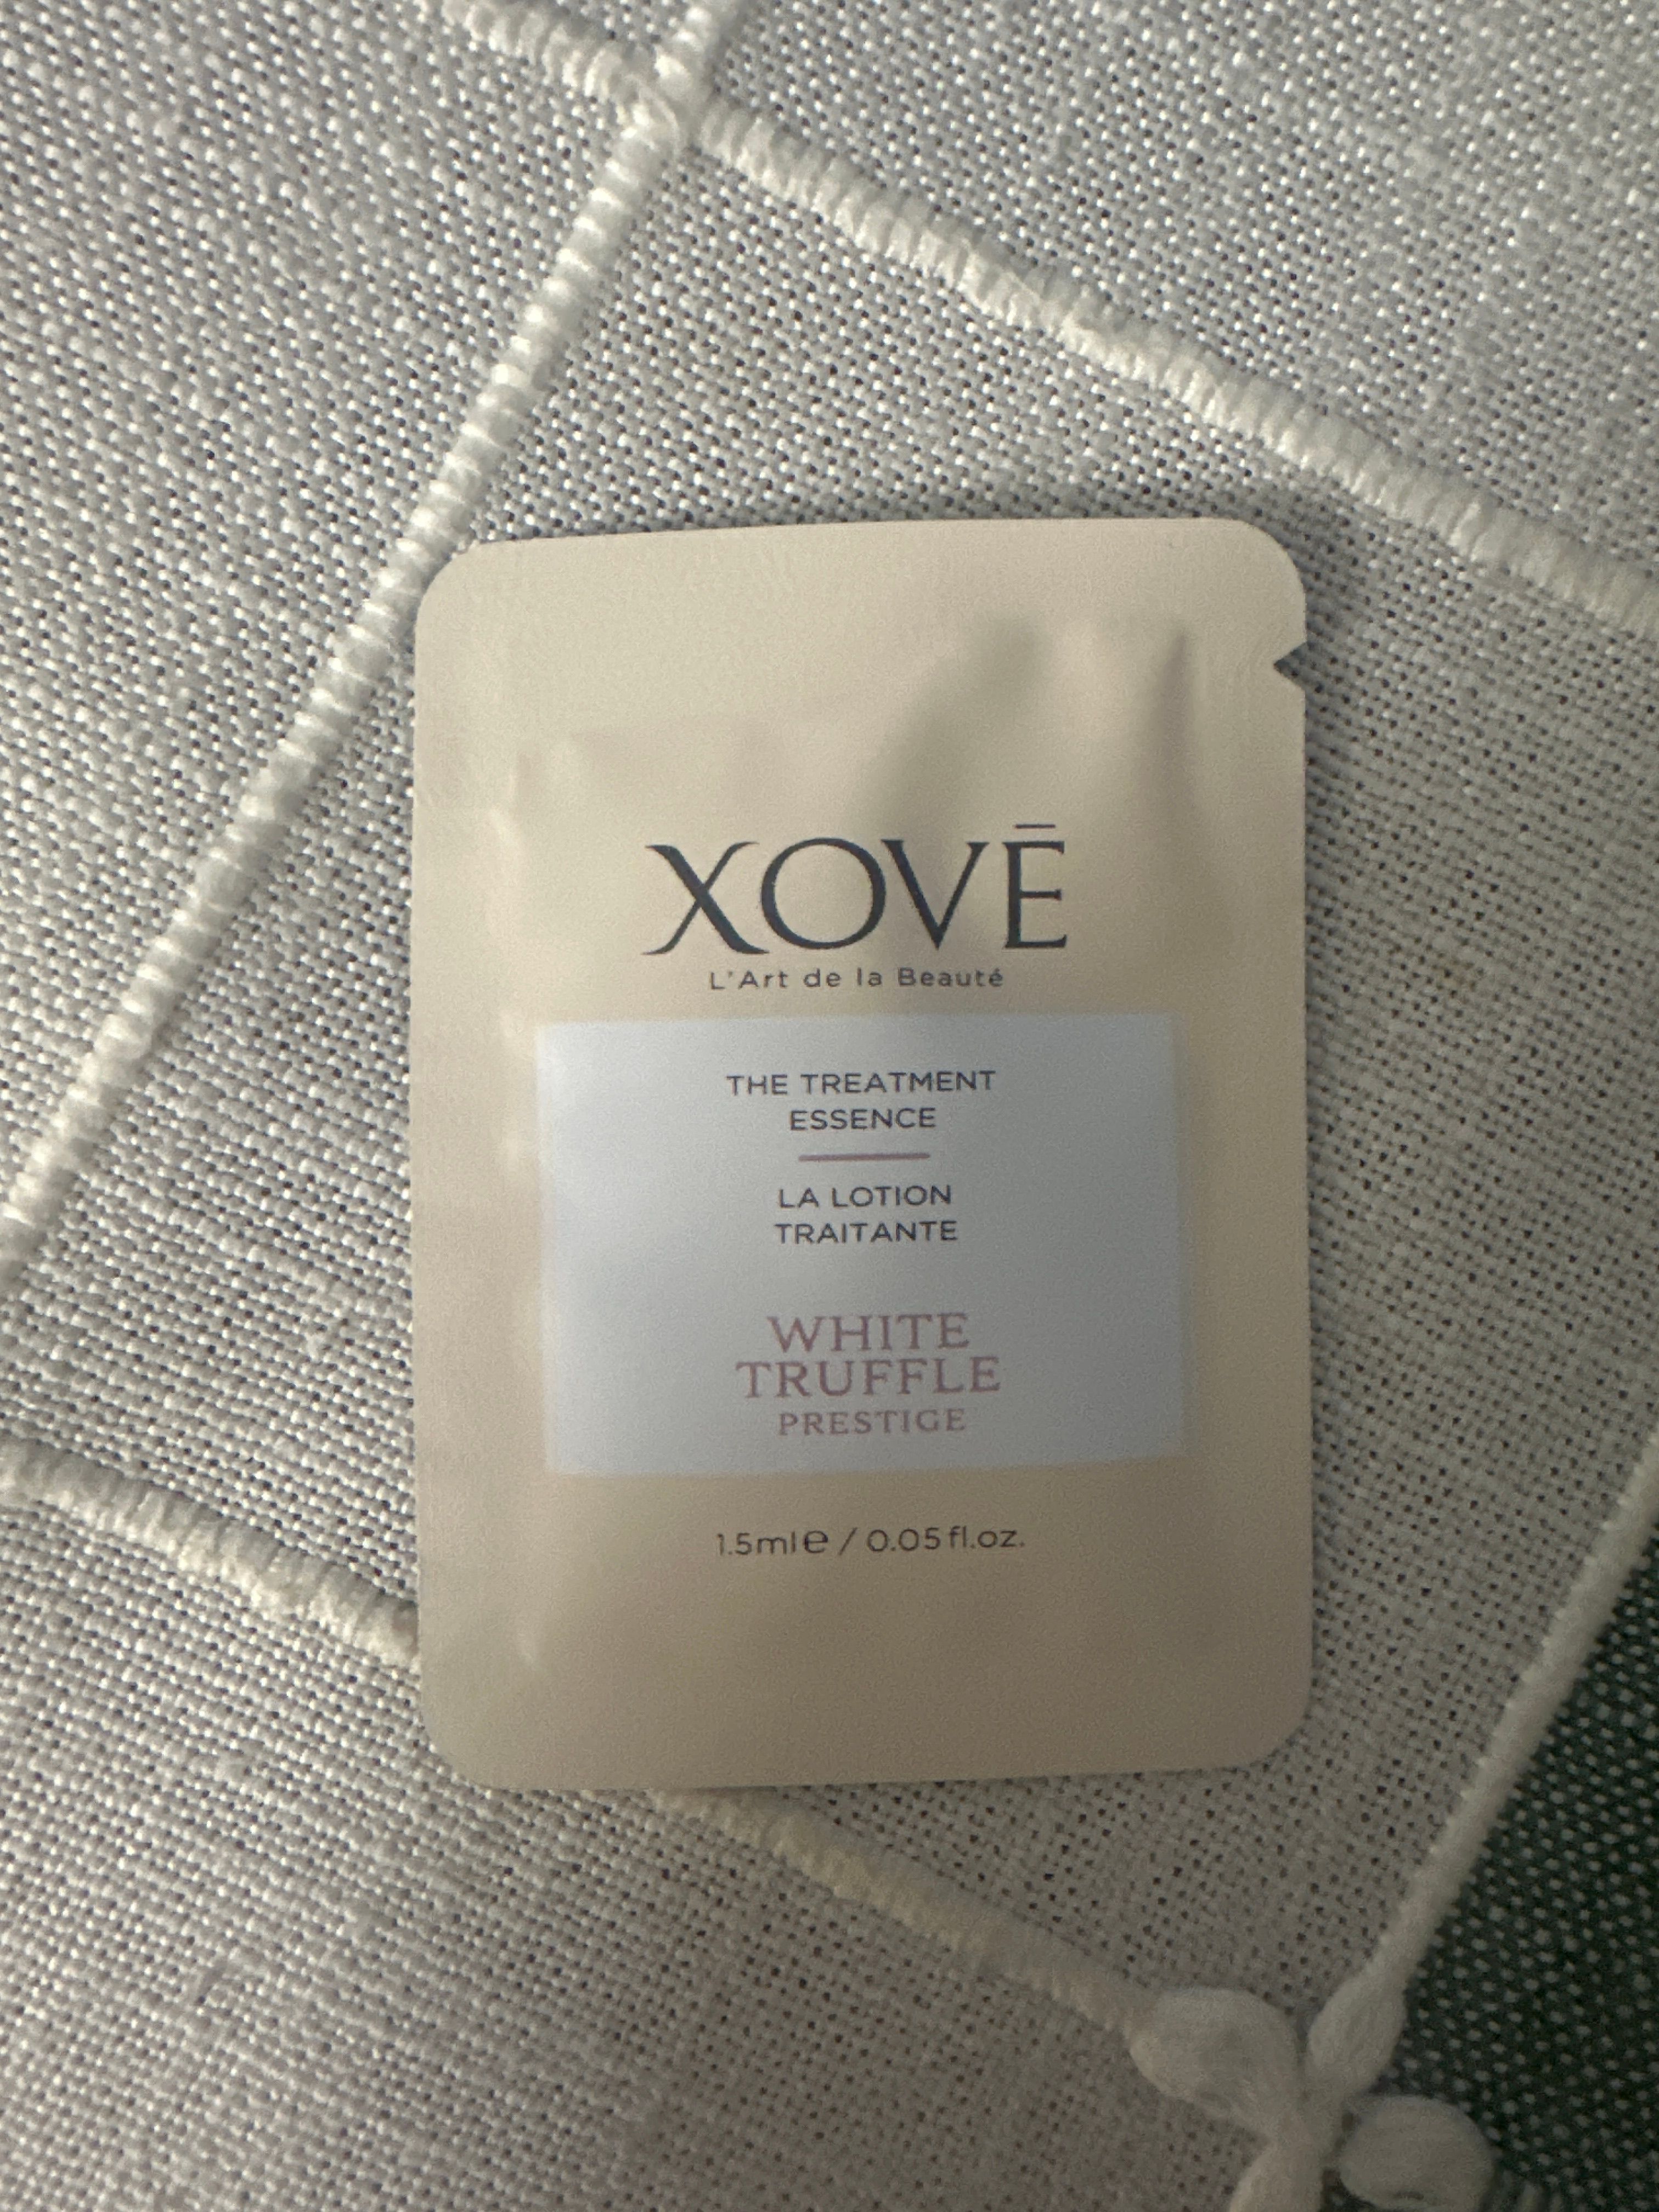 XOVĒ
L'Art de la Beauté
THE TREATMENT
ESSENCE
LA LOTION
TRAITANTE
WHITE
TRUFFLE
PRESTIGE
1.5ml℮ / 0.05 fl.oz.